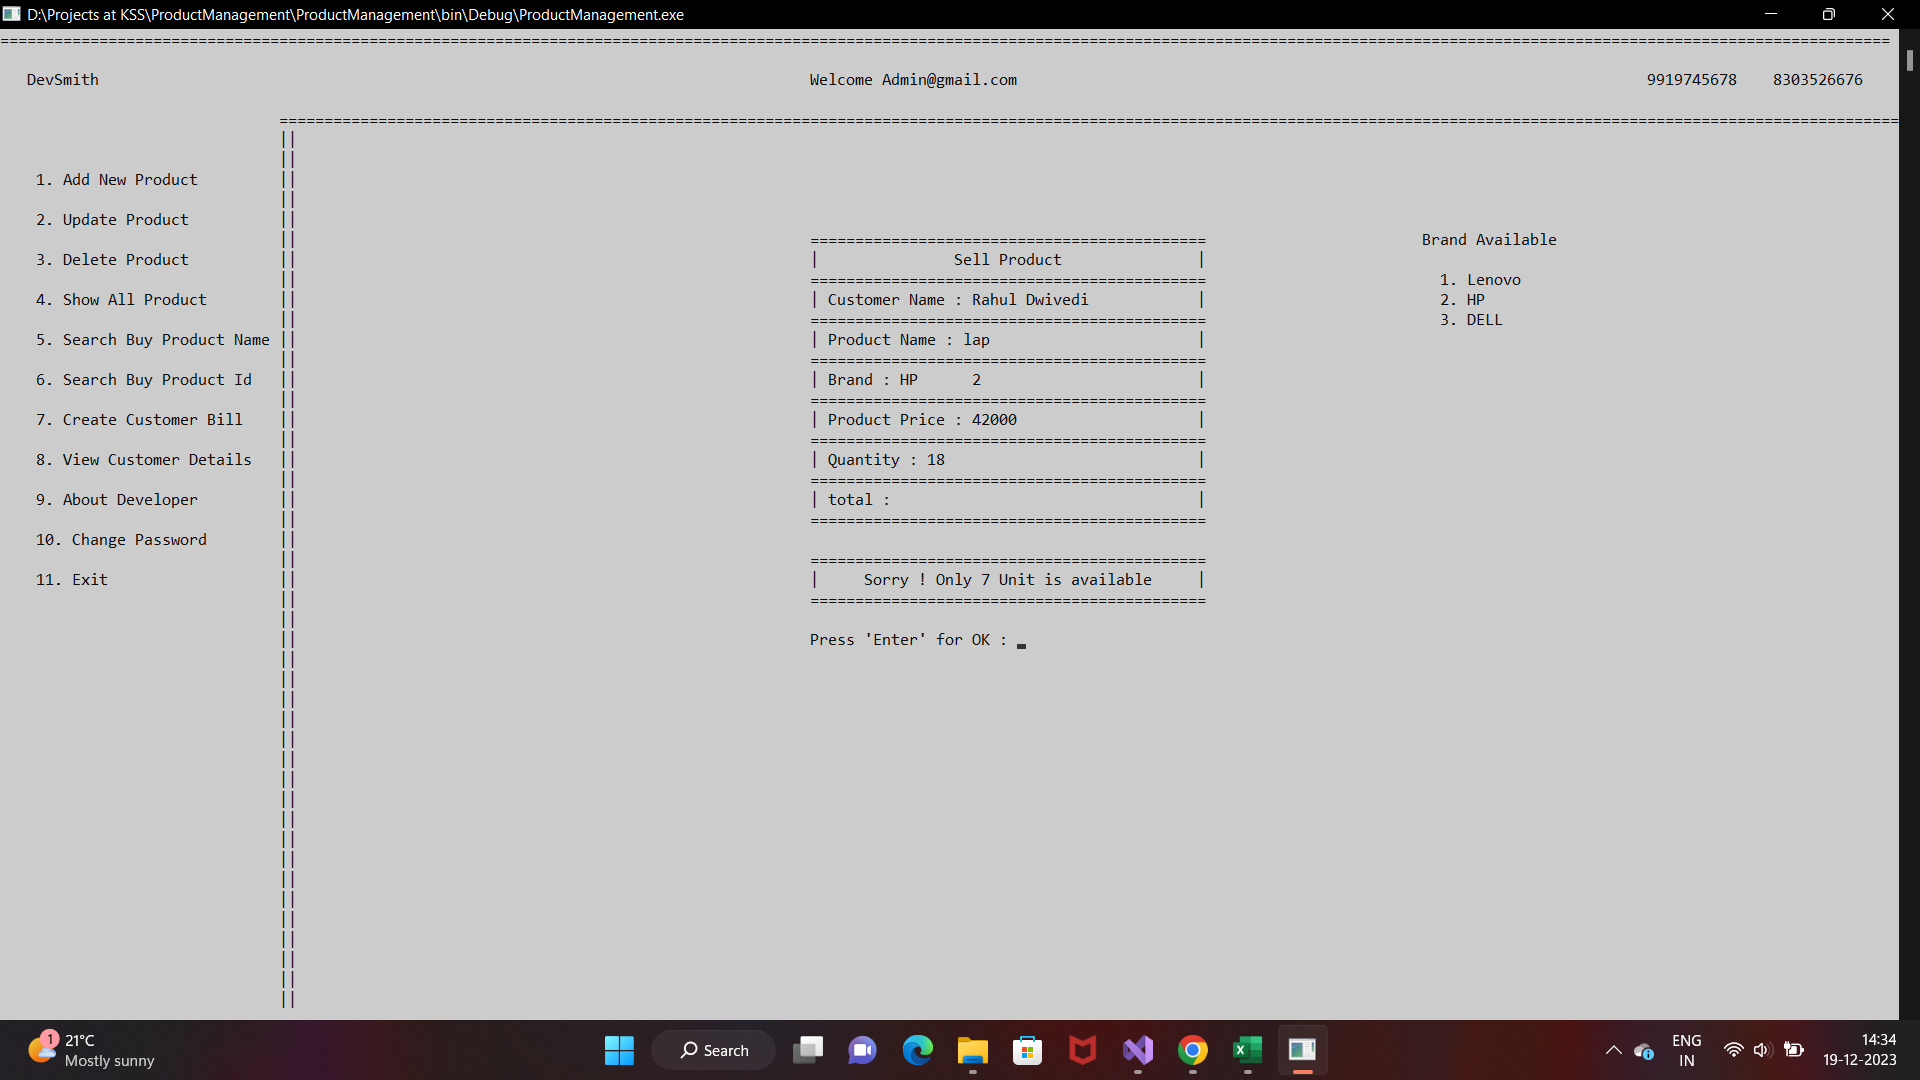 D:\Projects at KSS\ProductManagement\ProductManagement\bin\Debug\ProductManagement.exe
DevSmith Welcome Admin@gmail.com 9919745678 8303526676
1. Add New Product
2. Update Product
3. Delete Product
4. Show All Product
5. Search Buy Product Name
6. Search Buy Product Id
7. Create Customer Bill
8. View Customer Details
9. About Developer
10. Change Password
11. Exit
Sell Product
Customer Name : Rahul Dwivedi
Product Name : lap
Brand : HP 2
Product Price : 42000
Quantity : 18
total :
Sorry ! Only 7 Unit is available
Press 'Enter' for OK :
Brand Available
1. Lenovo
2. HP
3. DELL
1
21°C
Mostly sunny
Search
ENG
IN
14:34
19-12-2023